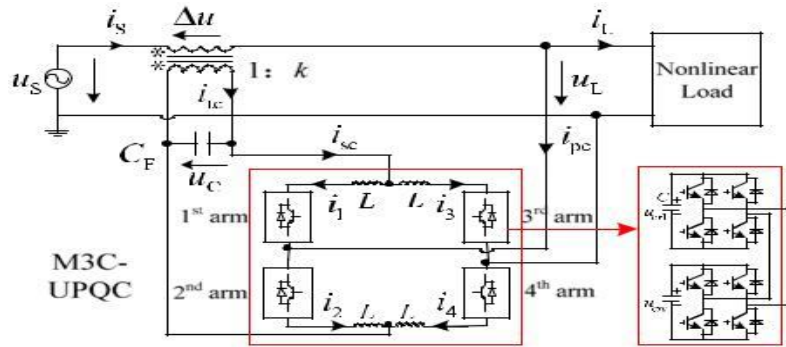 i_S
Δu
i_L
*
*
1: k
u_S
u_L
Nonlinear
Load
C_F
u_C
i_sc
i_pc
1st arm
i_1
L
L
i_3
3rd arm
M3C-
UPQC
2nd arm
i_2
L
L
i_4
4th arm
C